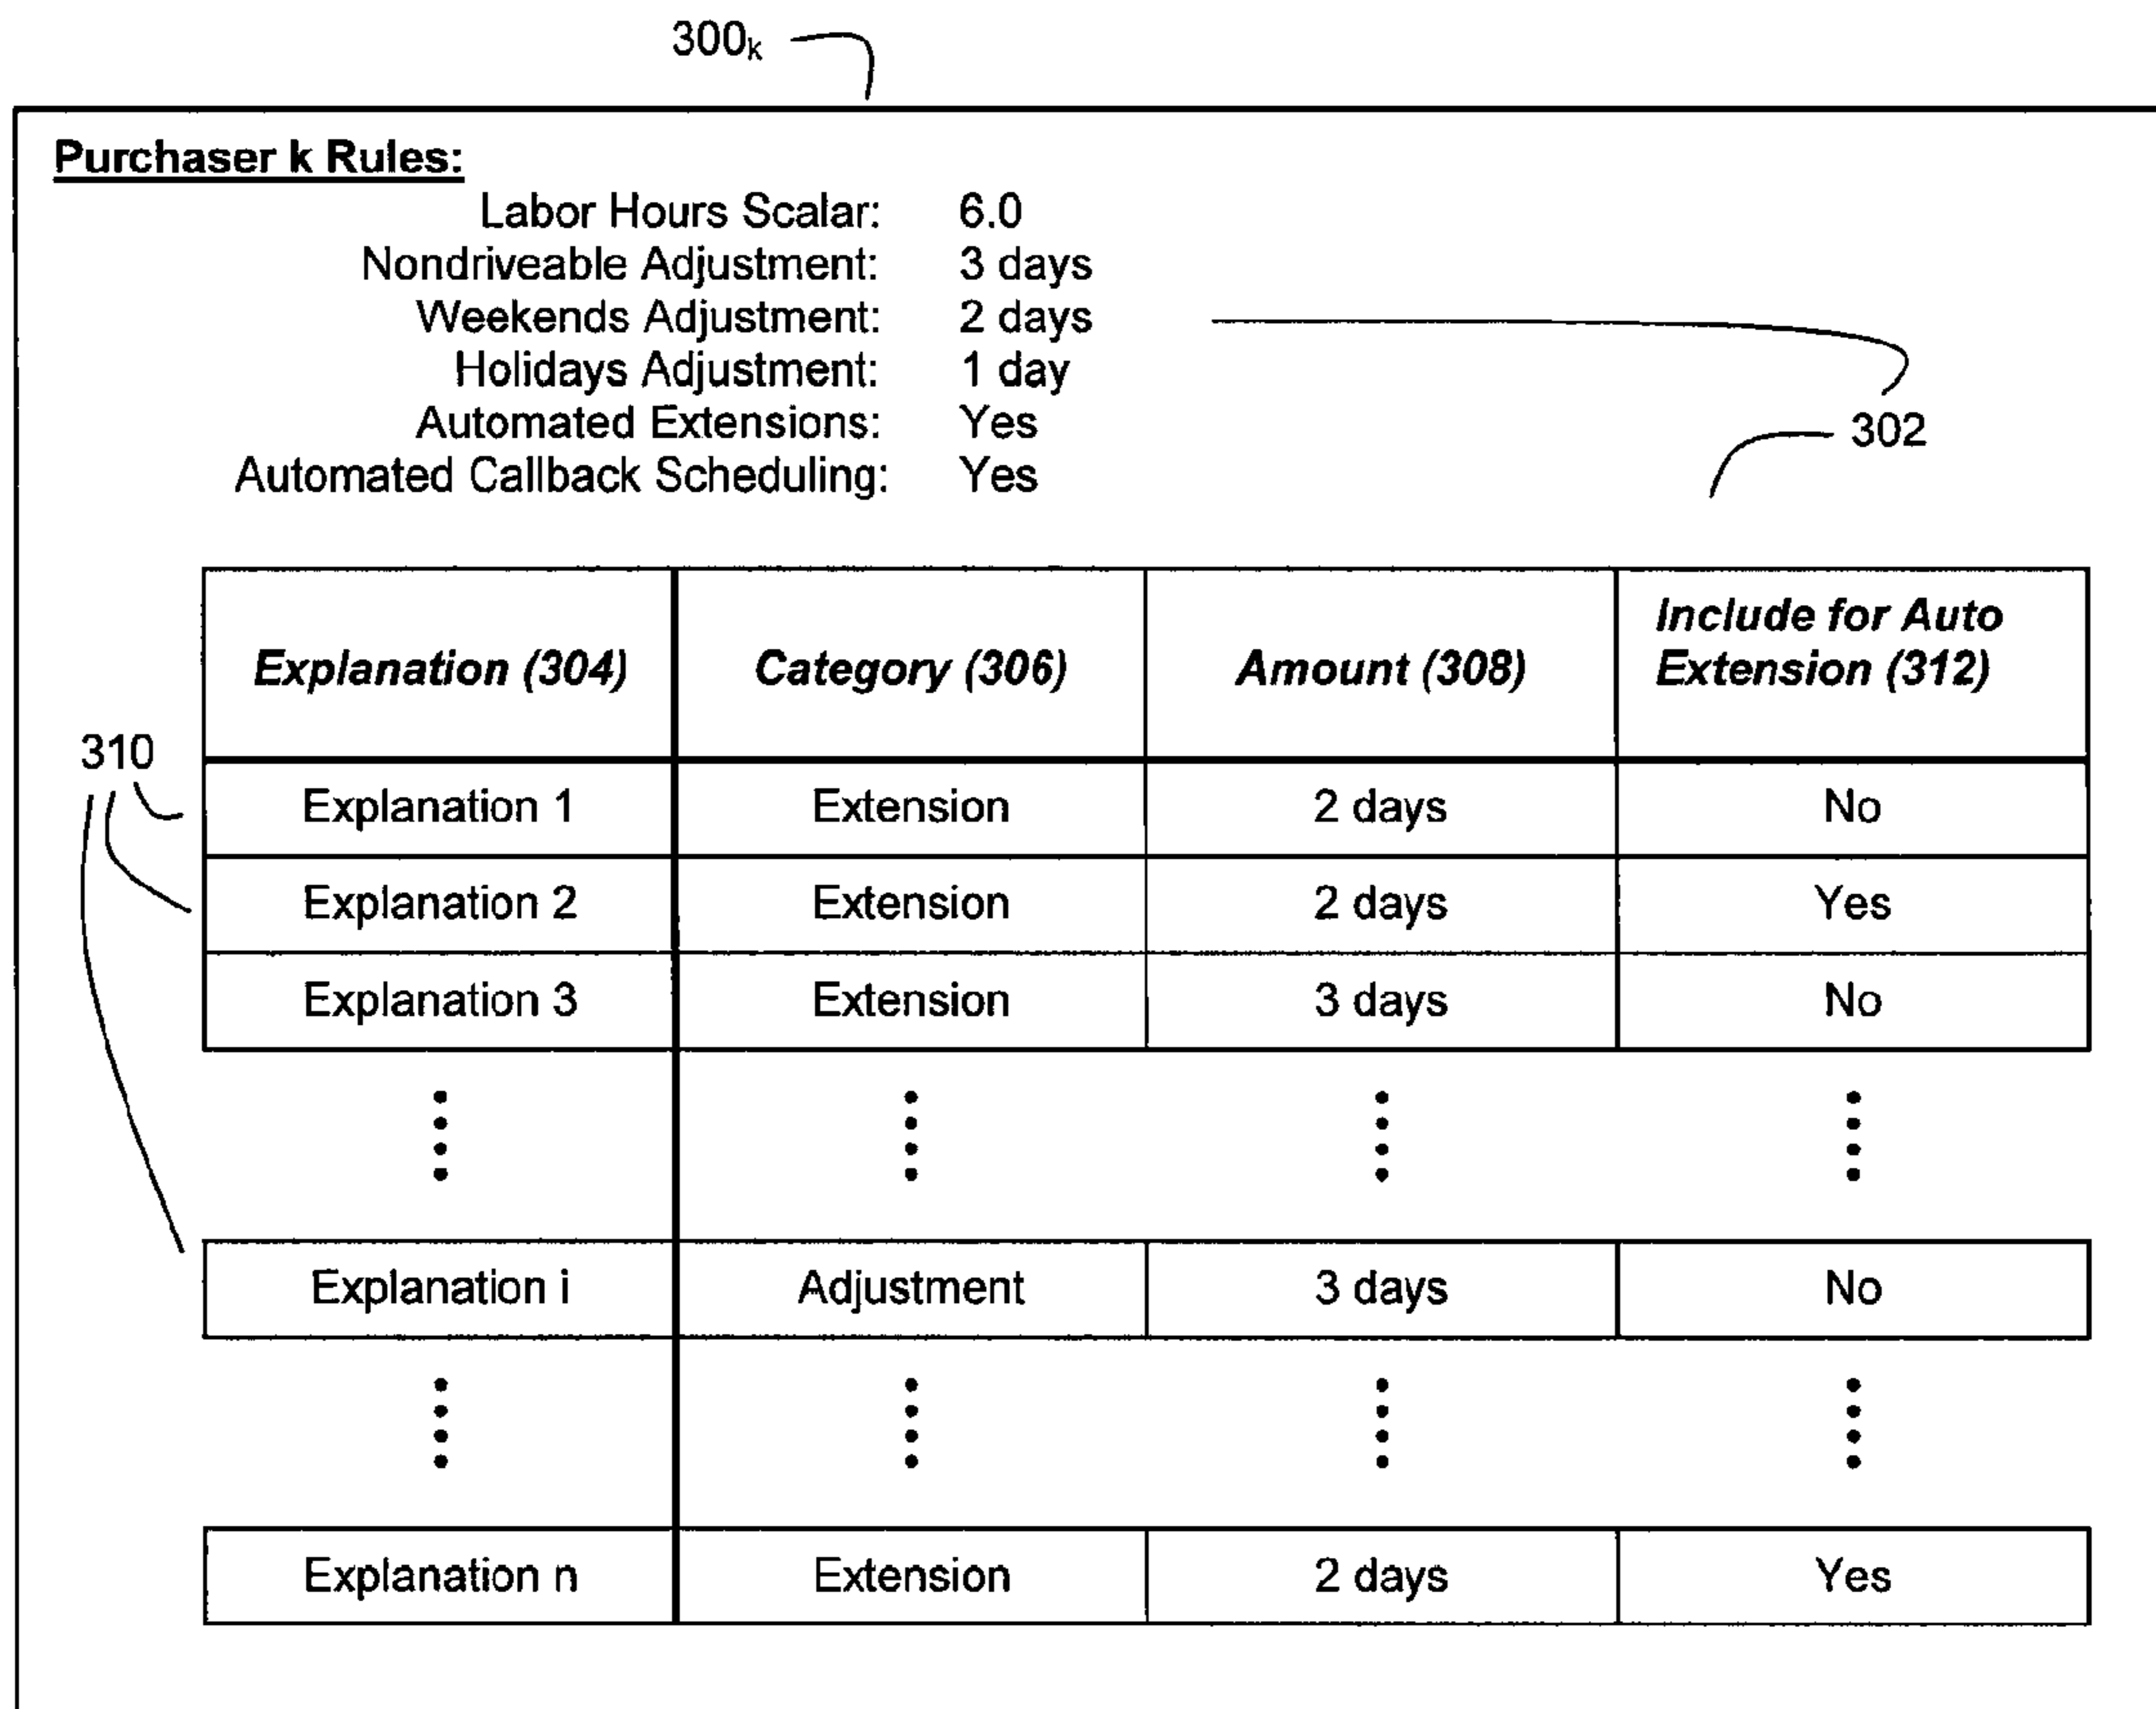 300k
Purchaser k Rules:
Labor Hours Scalar: 6.0
Nondriveable Adjustment: 3 days
Weekends Adjustment: 2 days
Holidays Adjustment: 1 day
Automated Extensions: Yes
302
Automated Callback Scheduling: Yes
Explanation (304) Category (306) Amount (308) Include for Auto Extension (312)
310
Explanation 1 Extension 2 days No
Explanation 2 Extension 2 days Yes
Explanation 3 Extension 3 days No
Explanation i Adjustment 3 days No
Explanation n Extension 2 days Yes